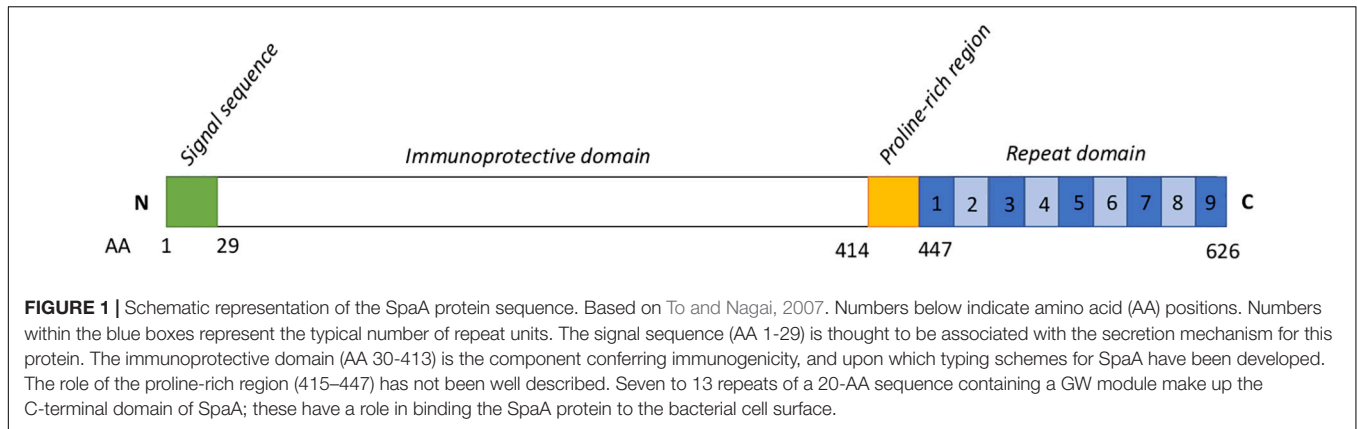 Signal sequence
Immunoprotective domain
Proline-rich region
Repeat domain
N 1 2 3 4 5 6 7 8 9 C
AA 1 29 414 447 626
FIGURE 1 | Schematic representation of the SpaA protein sequence. Based on To and Nagai, 2007. Numbers below indicate amino acid (AA) positions. Numbers
within the blue boxes represent the typical number of repeat units. The signal sequence (AA 1-29) is thought to be associated with the secretion mechanism for this
protein. The immunoprotective domain (AA 30-413) is the component conferring immunogenicity, and upon which typing schemes for SpaA have been developed.
The role of the proline-rich region (415–447) has not been well described. Seven to 13 repeats of a 20-AA sequence containing a GW module make up the
C-terminal domain of SpaA; these have a role in binding the SpaA protein to the bacterial cell surface.